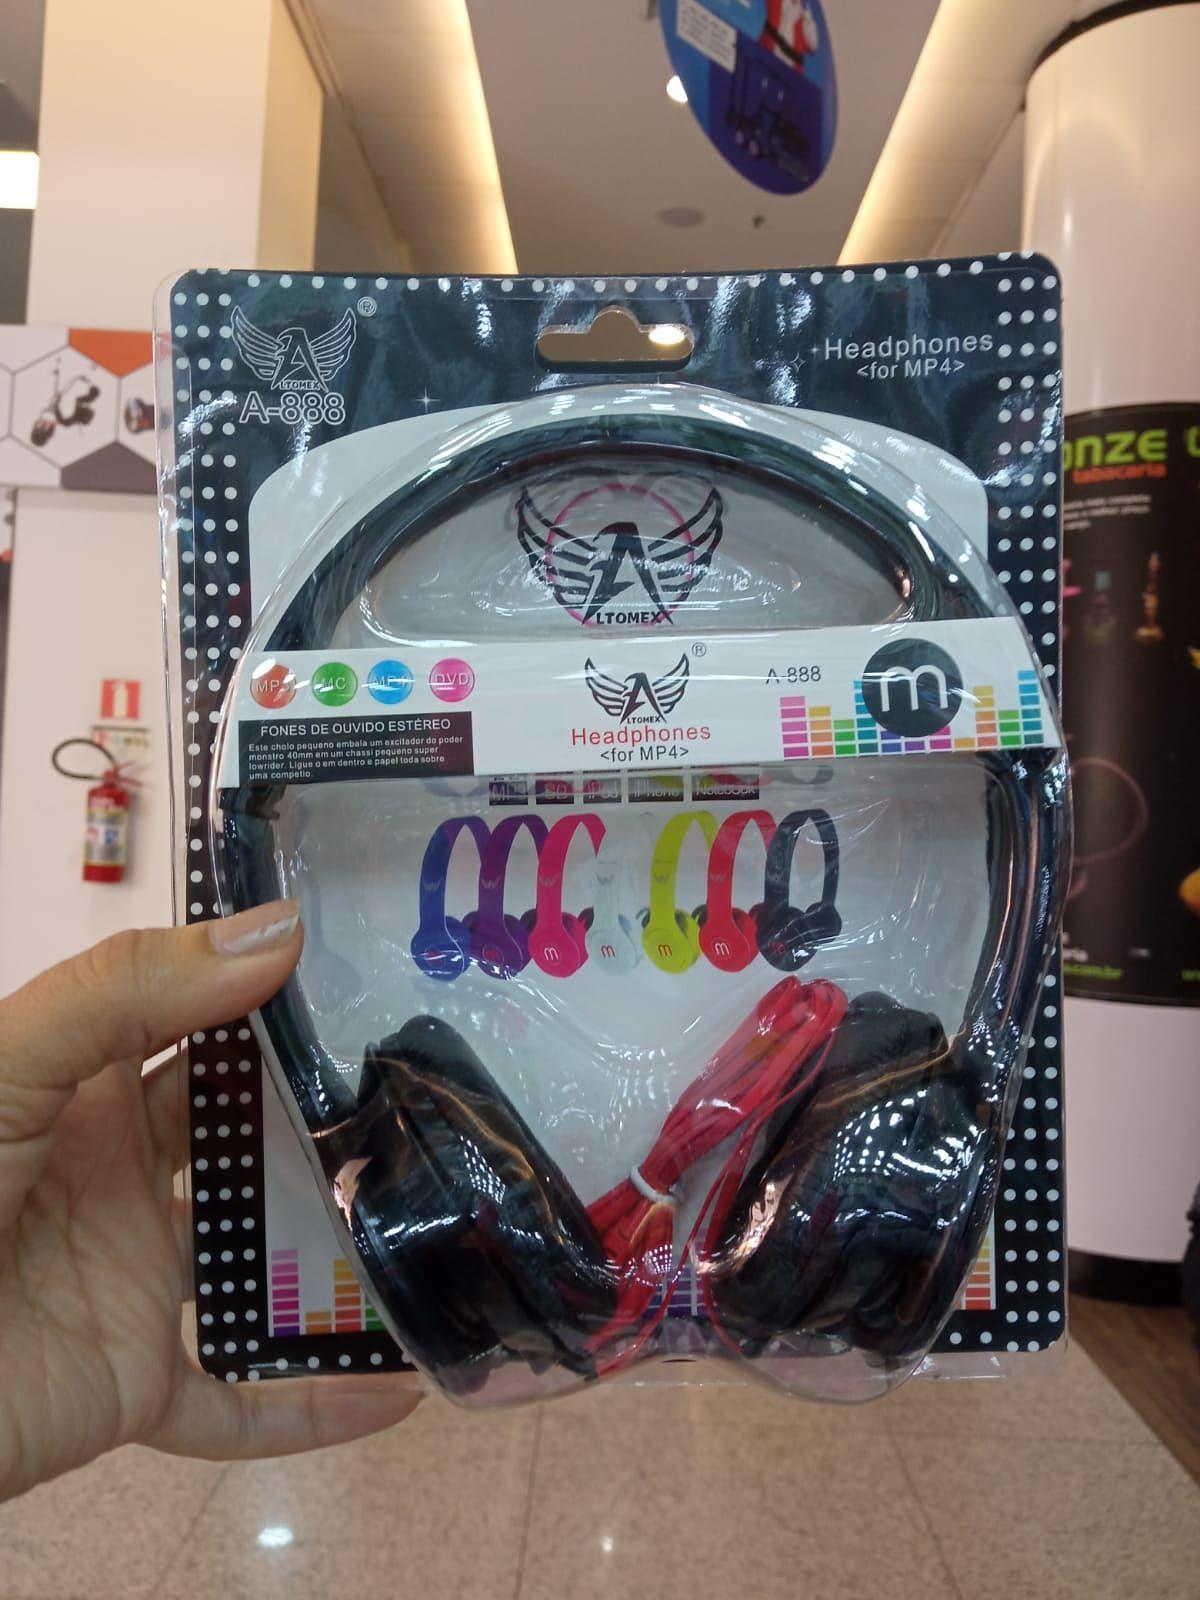 ®
ALTOMEX
A-888
Headphones
<for MP4>
onze
tabacaria
ALTOMEX
MP3 MC MP4 DVD
FONES DE OUVIDO ESTÉREO
Este cholo pequeno embala um excitador do poder
monstro 40mm em um chassi pequeno super
lowrider. Ligue o em dentro e papel toda sobre
uma competio.
®
ALTOMEX
Headphones
<for MP4>
A-888
m
iPod iPhone Notebook
m m m m m